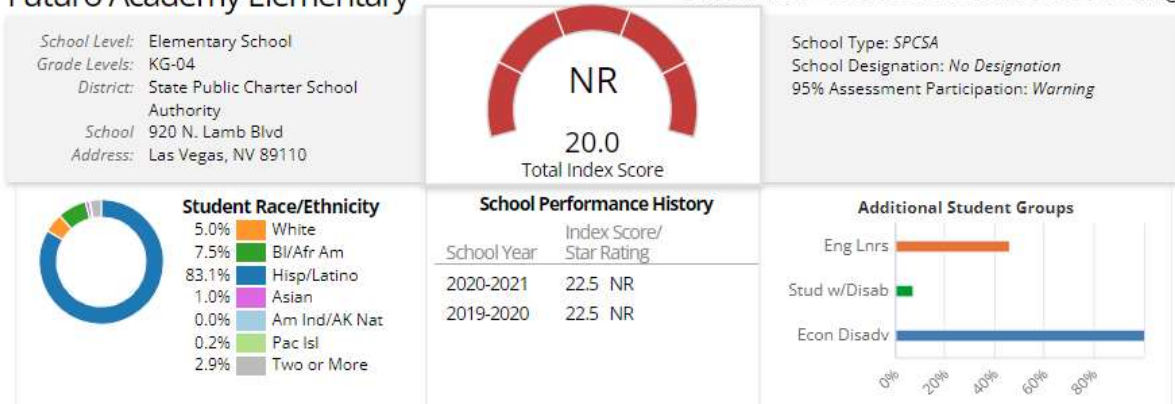 Futuro Academy Elementary
School Level: Elementary School
Grade Levels: KG-04
District: State Public Charter School
Authority
School 920 N. Lamb Blvd
Address: Las Vegas, NV 89110
NR
20.0
Total Index Score
School Type: SPCSA
School Designation: No Designation
95% Assessment Participation: Warning
Student Race/Ethnicity
5.0% White
7.5% Bl/Afr Am
83.1% Hisp/Latino
1.0% Asian
0.0% Am Ind/AK Nat
0.2% Pac Isl
2.9% Two or More
School Performance History
School Year Index Score/
Star Rating
2020-2021 22.5 NR
2019-2020 22.5 NR
Additional Student Groups
Eng Lnrs
Stud w/Disab
Econ Disadv
0% 20% 40% 60% 80%